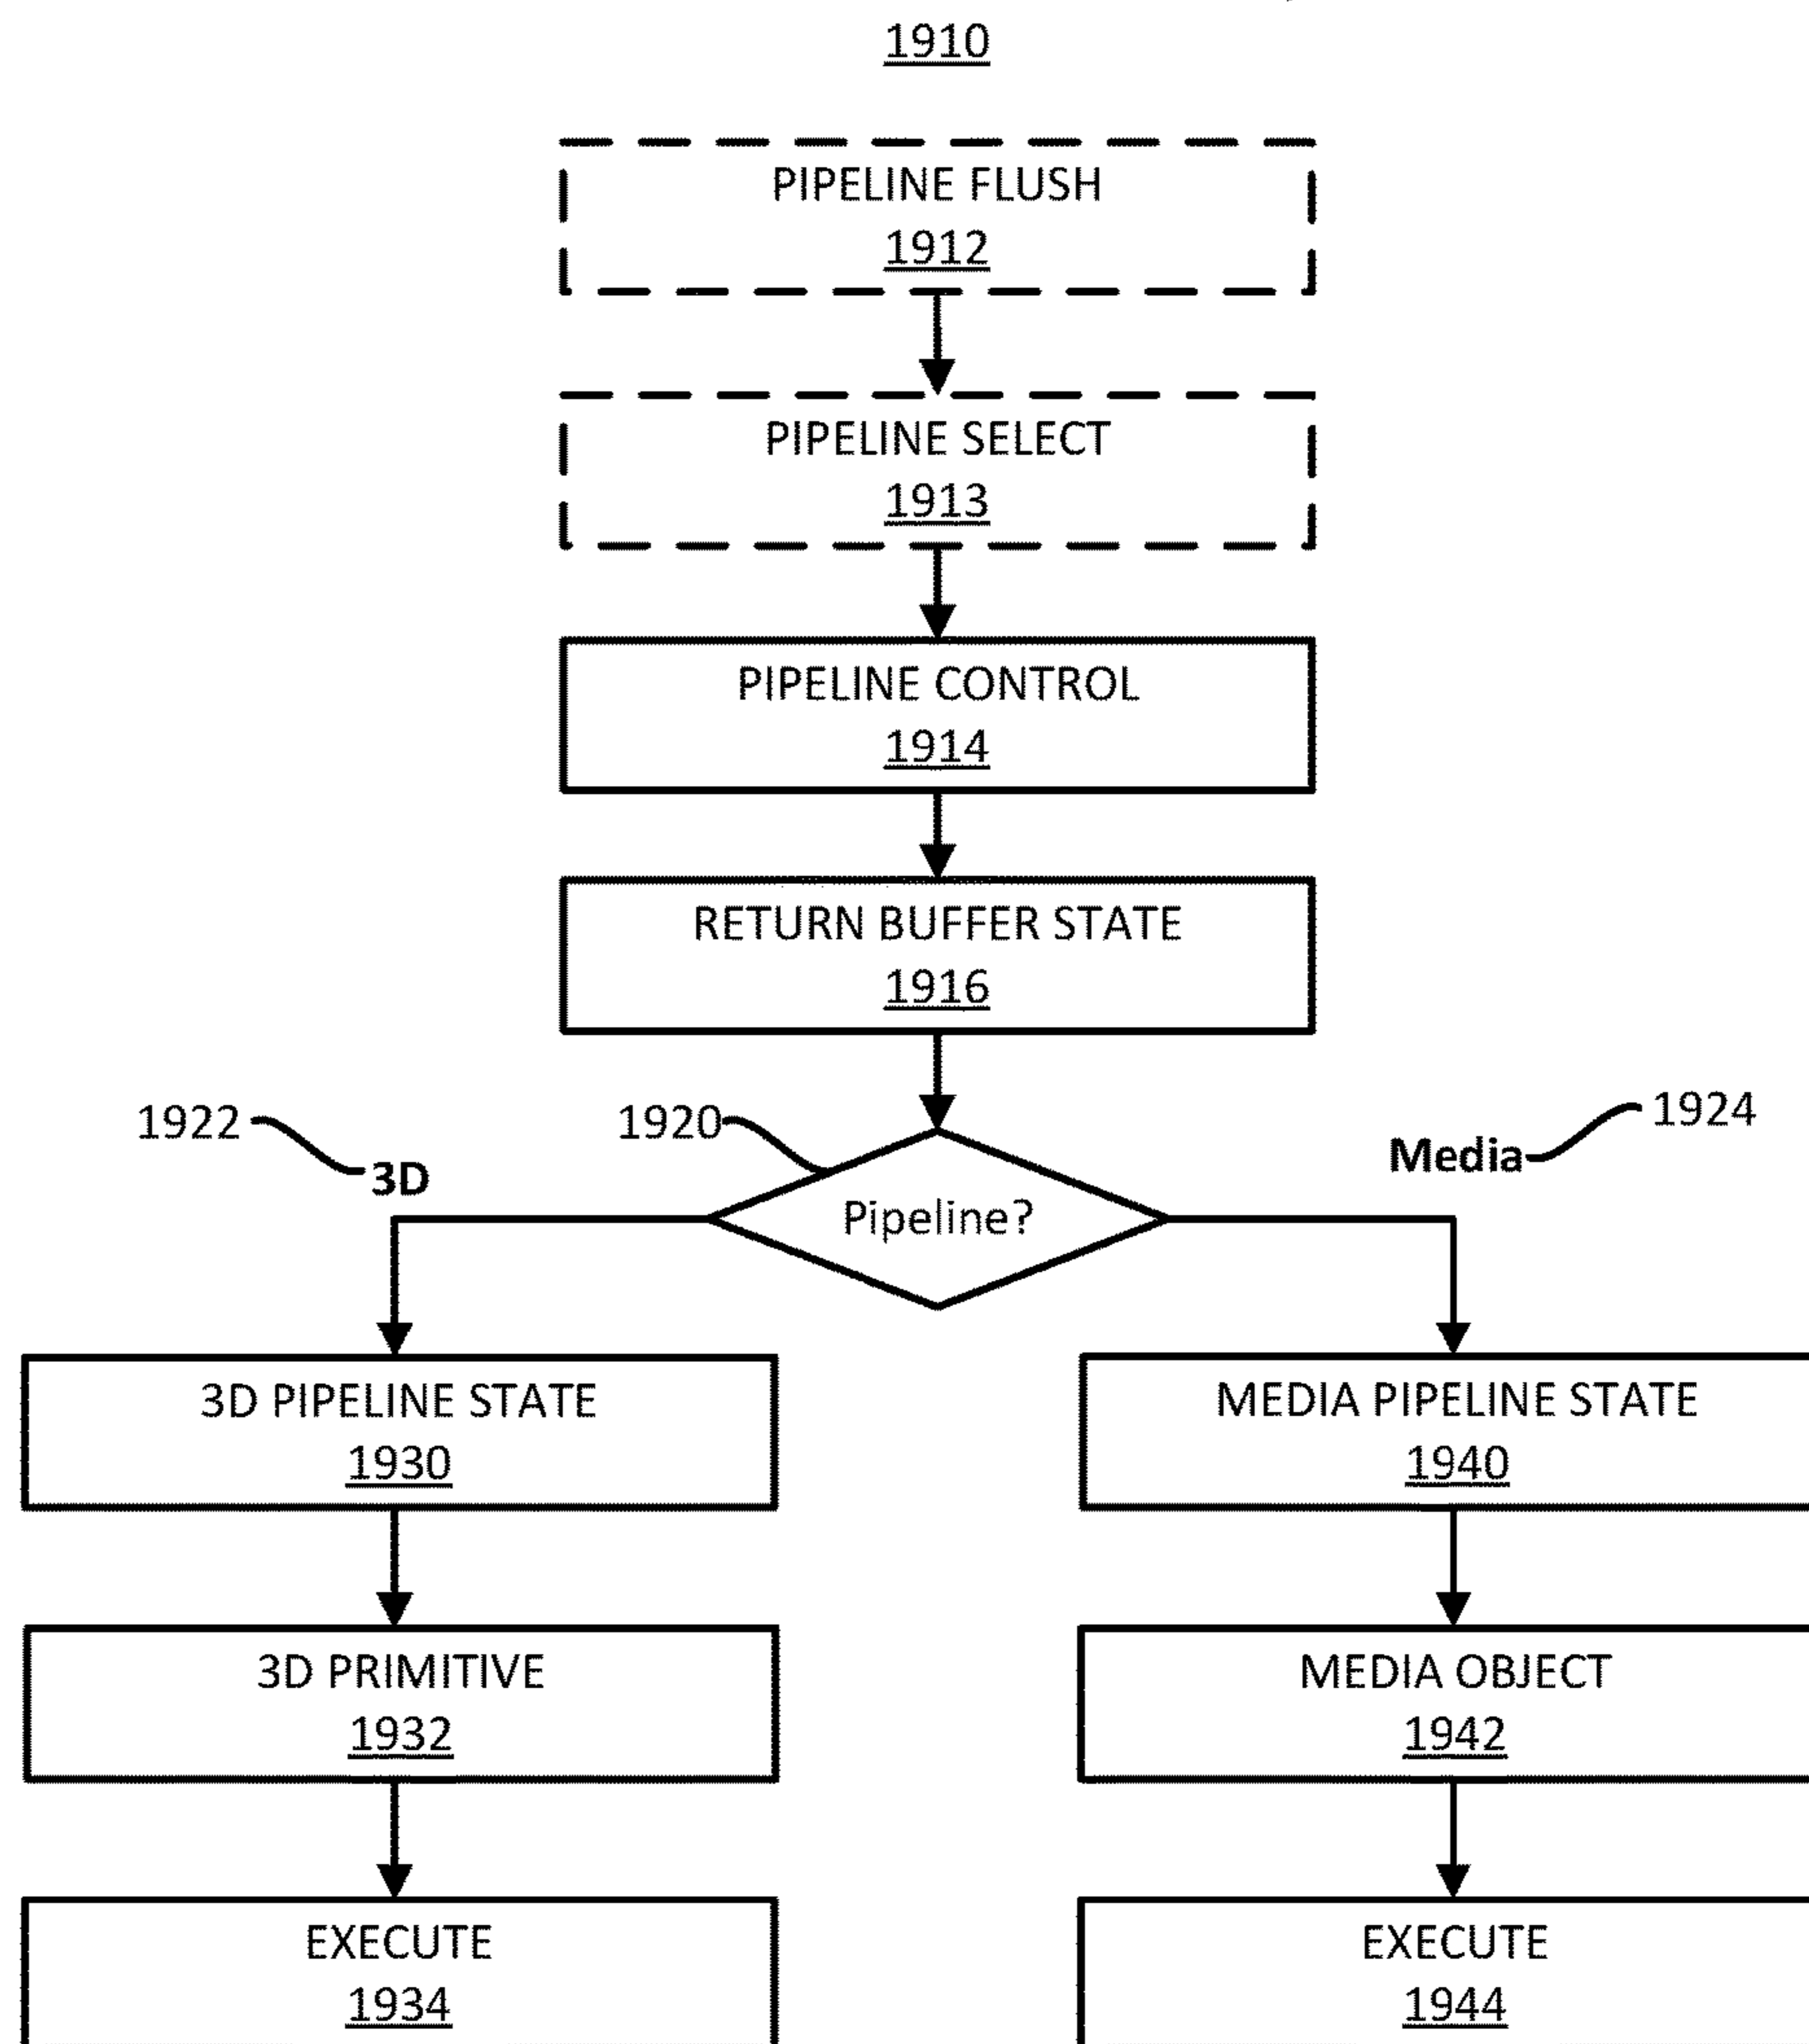 1910
PIPELINE FLUSH
1912
PIPELINE SELECT
1913
PIPELINE CONTROL
1914
RETURN BUFFER STATE
1916
1922
1920
1924
3D
Media
Pipeline?
3D PIPELINE STATE
1930
MEDIA PIPELINE STATE
1940
3D PRIMITIVE
1932
MEDIA OBJECT
1942
EXECUTE
1934
EXECUTE
1944